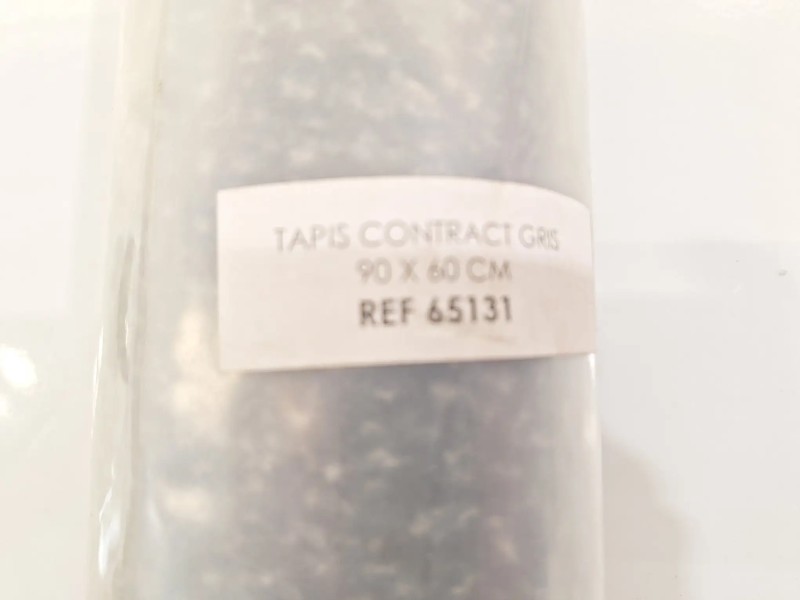 TAPIS CONTRACT GRIS
90 X 60 CM
REF 65131